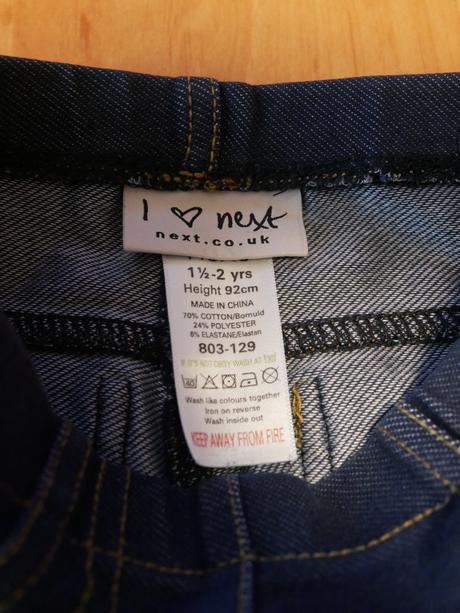 I ♡ next
next.co.uk
1½-2 yrs
Height 92cm
MADE IN CHINA
70% COTTON/Bomuld
24% POLYESTER
6% ELASTANE/Elastan
803-129
IF IT'S NOT DIRTY WASH AT 30°
40
Wash like colours together
Iron on reverse
Wash inside out
KEEP AWAY FROM FIRE